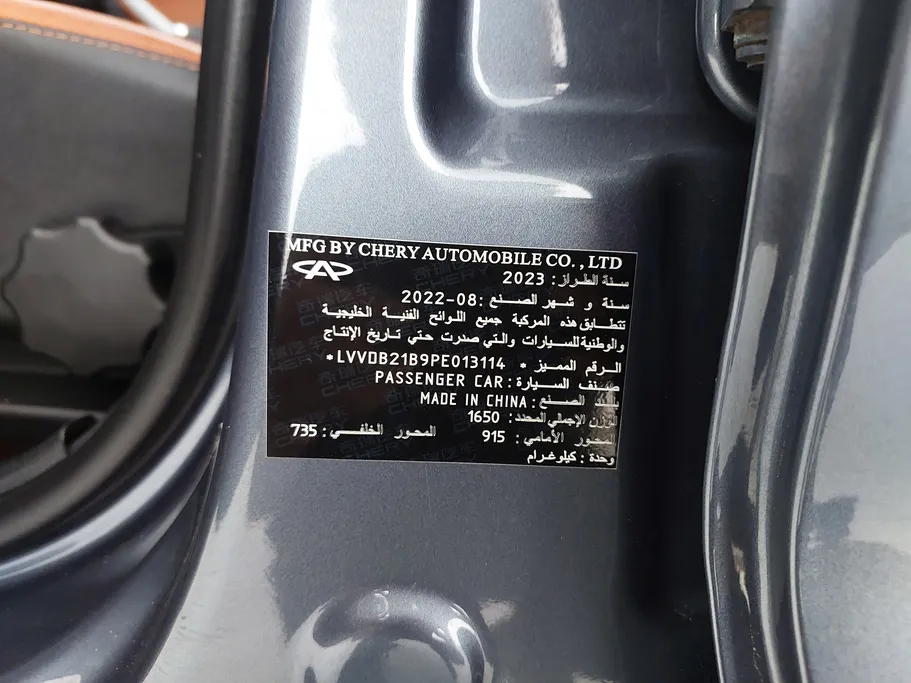 MFG BY CHERY AUTOMOBILE CO., LTD
سنة الطراز: 2023
سنة و شهر الصنع: 2022-08
تتطابق هذه المركبة جميع اللوائح الفنية الخليجية
والوطنية للسيارات والتي صدرت حتي تاريخ الإنتاج
الرقم المميز * LVVDB21B9PE013114*
صنف السيارة: PASSENGER CAR
بلد الصنع: MADE IN CHINA
الوزن الإجمالي المحدد: 1650
المحور الأمامي: 915 المحور الخلفي: 735
وحدة: كيلوغرام